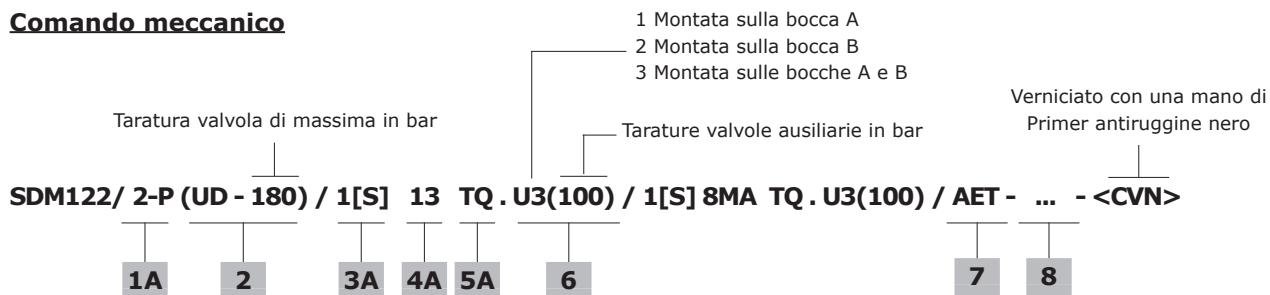 Comando meccanico
1 Montata sulla bocca A
2 Montata sulla bocca B
3 Montata sulle bocche A e B
Taratura valvola di massima in bar
Tarature valvole ausiliarie in bar
Verniciato con una mano di
Primer antiruggine nero
SDM122/ 2-P (UD - 180) / 1[S] 13 TQ . U3(100) / 1[S] 8MA TQ . U3(100) / AET - ... - <CVN>
1A 2 3A 4A 5A 6 7 8